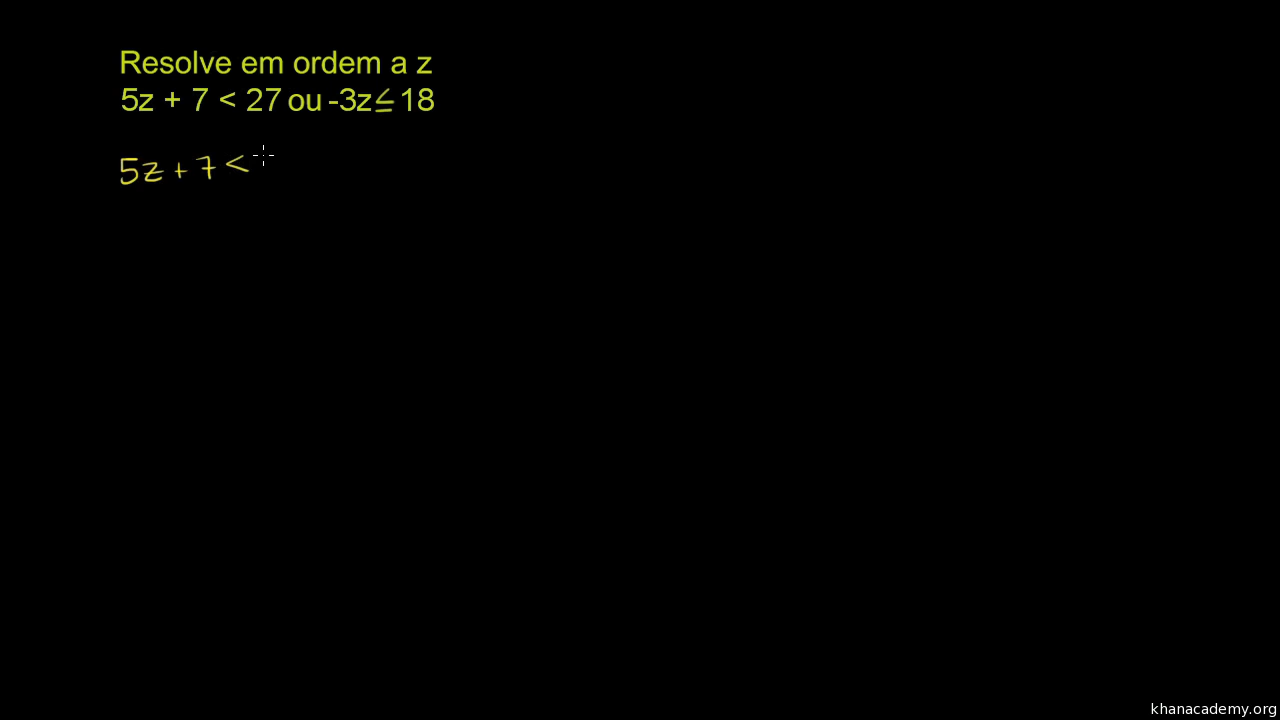 Resolve em ordem a z
5z + 7 < 27 ou -3z ≤ 18
5z + 7 <
khanacademy.org